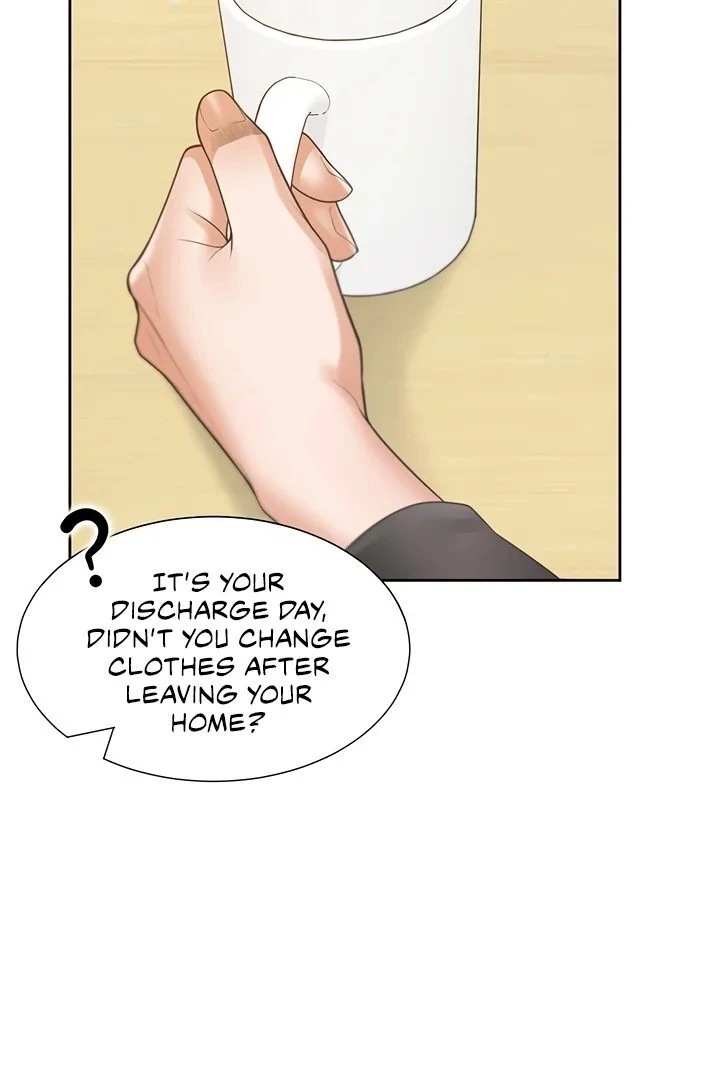 ?
IT'S YOUR
DISCHARGE DAY,
DIDN'T YOU CHANGE
CLOTHES AFTER
LEAVING YOUR
HOME?